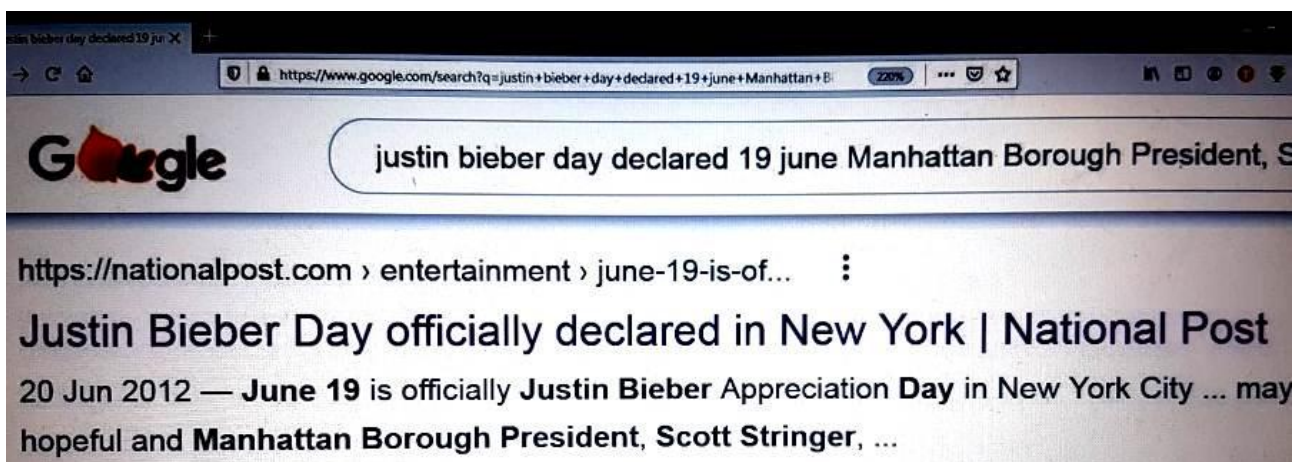 stin bieber day declared 19 jur
https://www.google.com/search?q=justin+bieber+day+declared+19+june+Manhattan+B
220%
Google
justin bieber day declared 19 june Manhattan Borough President, S
https://nationalpost.com › entertainment › june-19-is-of...
Justin Bieber Day officially declared in New York | National Post
20 Jun 2012 — June 19 is officially Justin Bieber Appreciation Day in New York City ... may
hopeful and Manhattan Borough President, Scott Stringer, ...